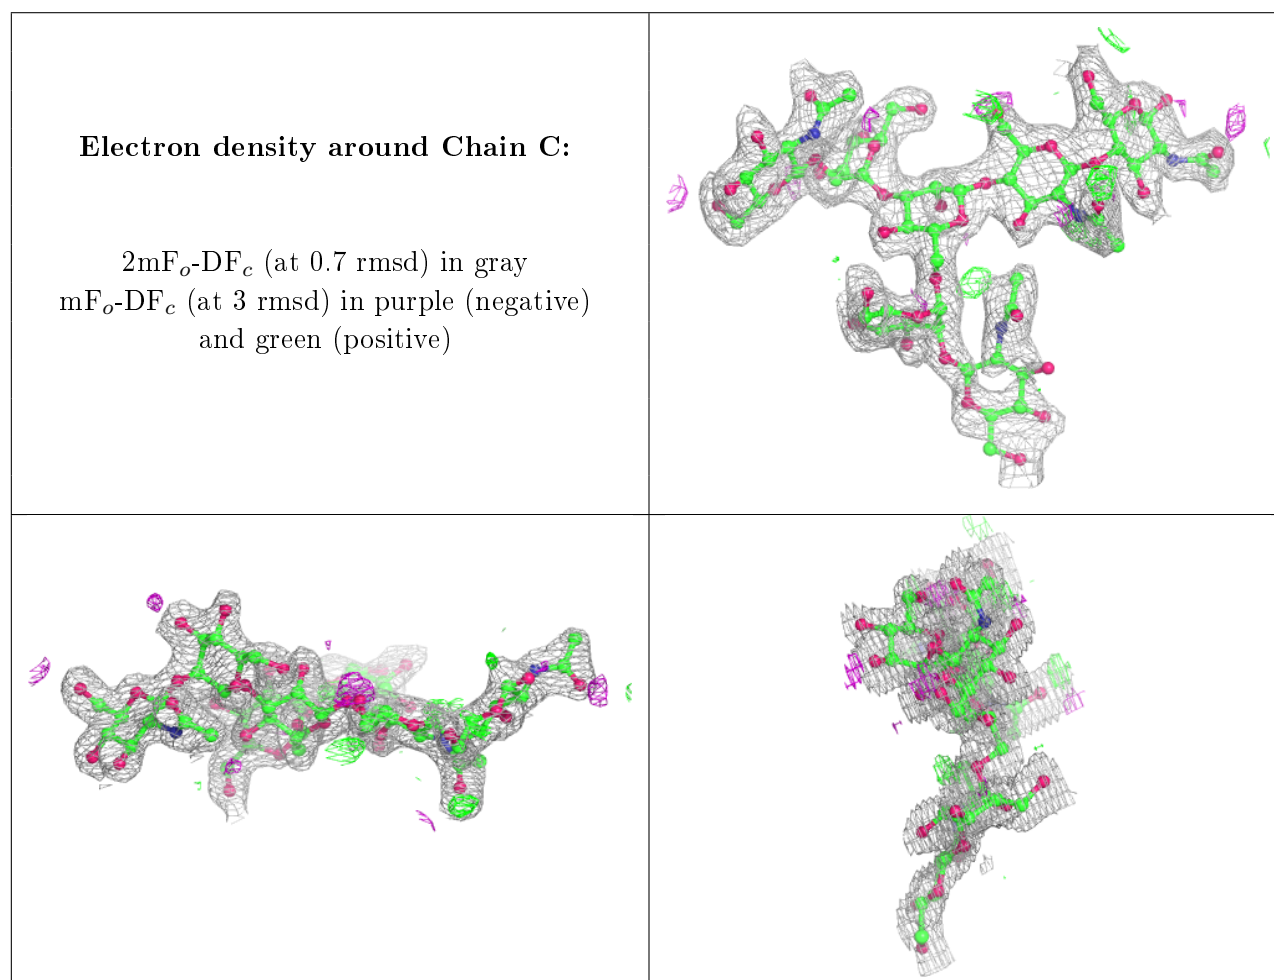 Electron density around Chain C:
2mFo-DFc (at 0.7 rmsd) in gray
mFo-DFc (at 3 rmsd) in purple (negative)
and green (positive)